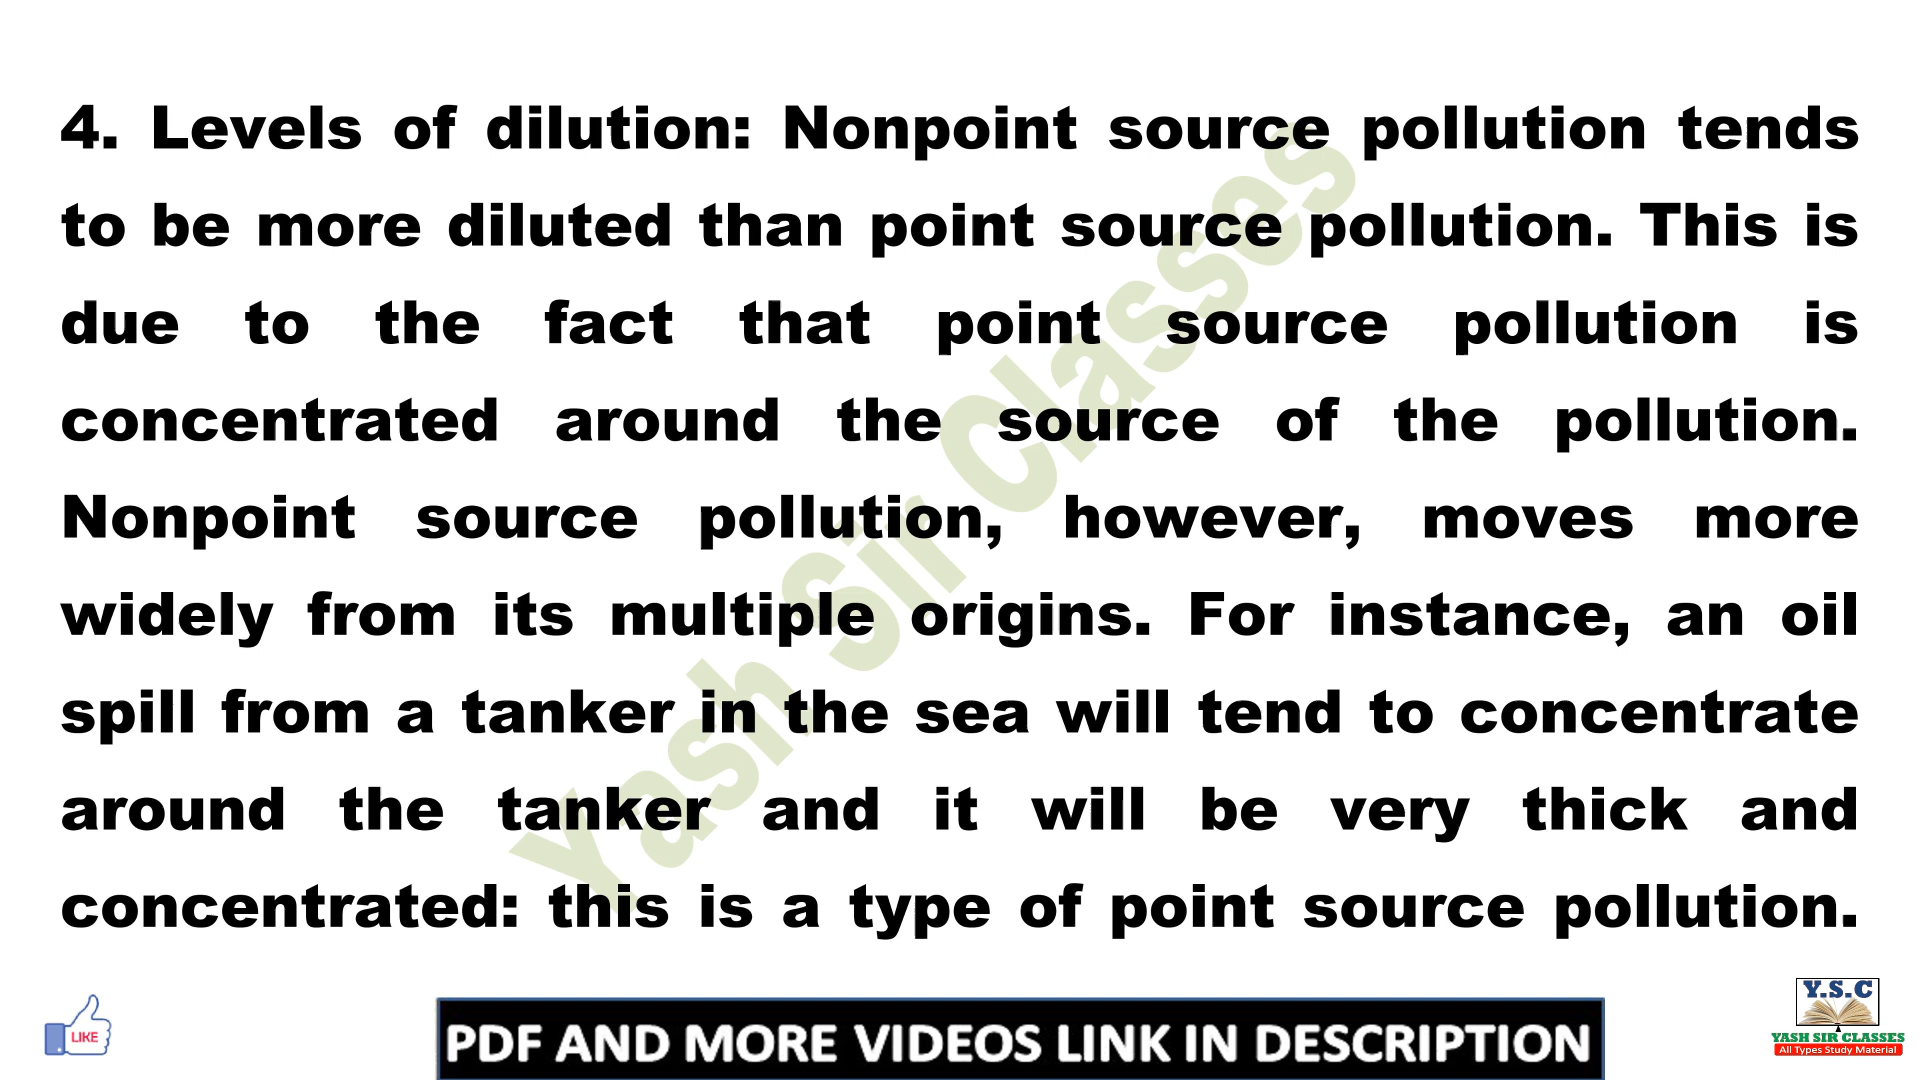 4. Levels of dilution: Nonpoint source pollution tends
to be more diluted than point source pollution. This is
due to the fact that point source pollution is
concentrated around the source of the pollution.
Nonpoint source pollution, however, moves more
widely from its multiple origins. For instance, an oil
spill from a tanker in the sea will tend to concentrate
around the tanker and it will be very thick and
concentrated: this is a type of point source pollution.
Yash Sir Classes
LIKE
PDF AND MORE VIDEOS LINK IN DESCRIPTION
Y.S.C
YASH SIR CLASSES
All Types Study Material